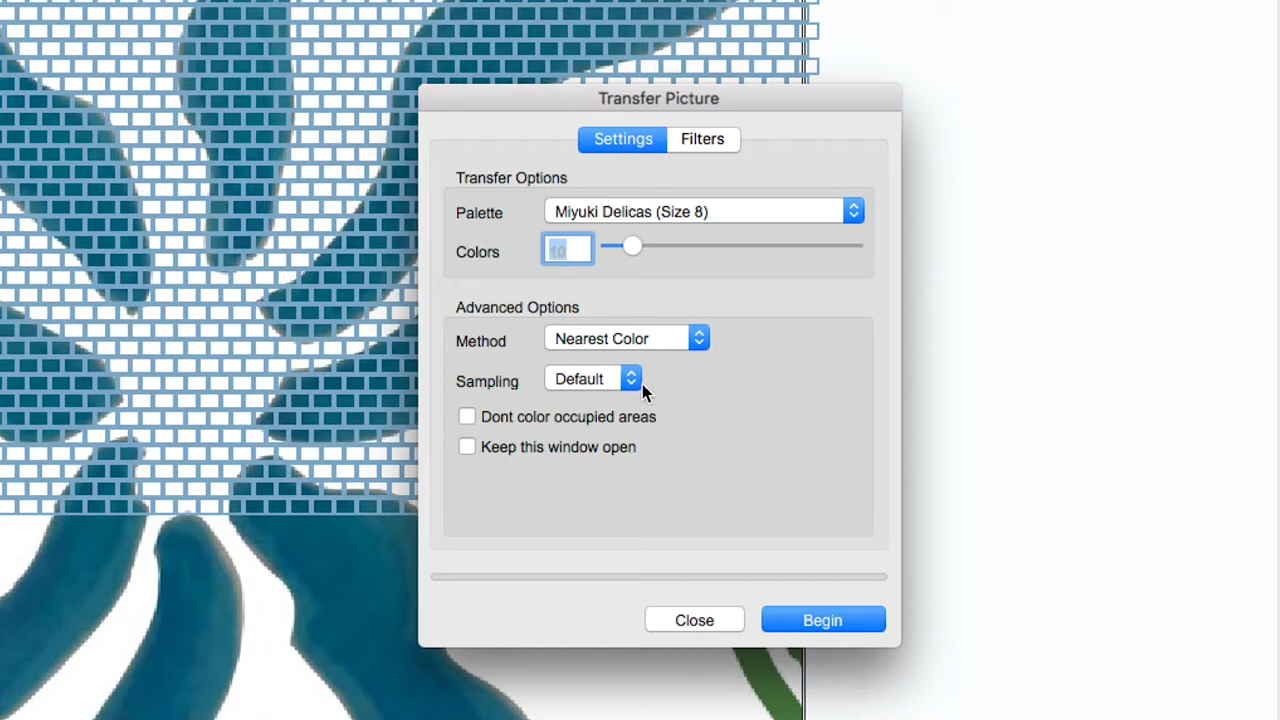 Transfer Picture
Settings Filters
Transfer Options
Palette Miyuki Delicas (Size 8)
Colors 10
Advanced Options
Method Nearest Color
Sampling Default
Dont color occupied areas
Keep this window open
Close Begin